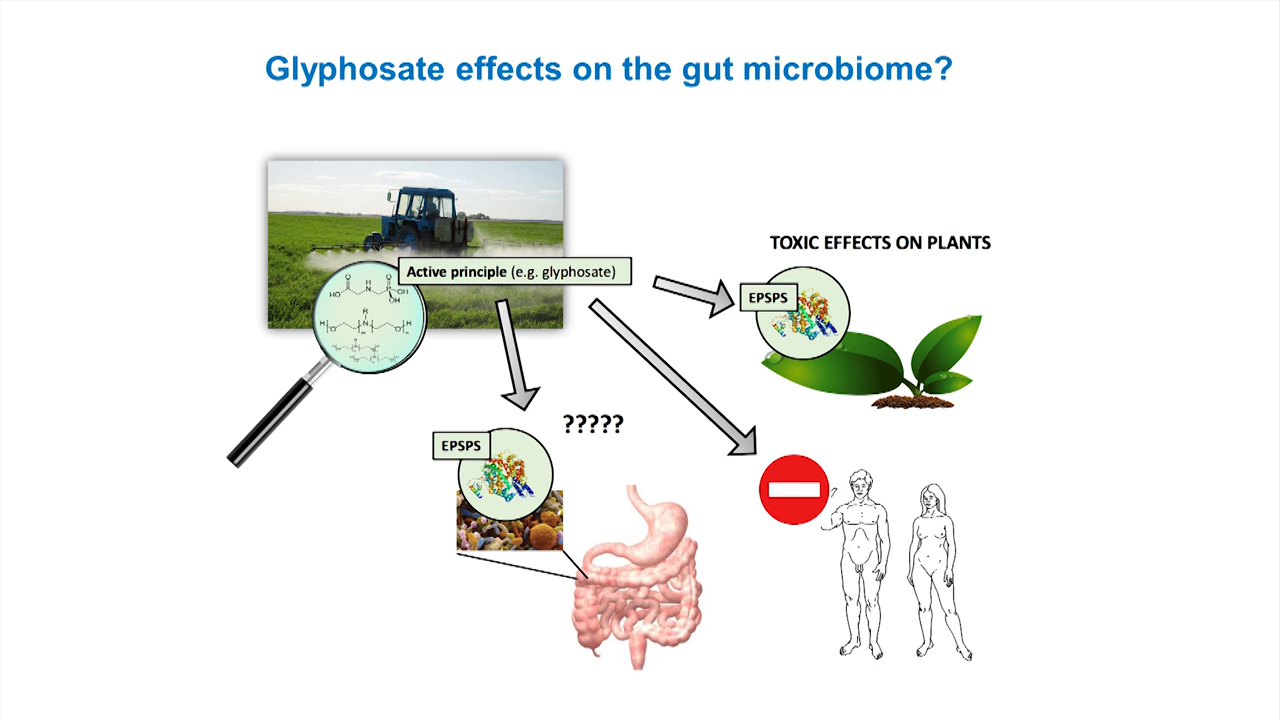 Glyphosate effects on the gut microbiome?
TOXIC EFFECTS ON PLANTS
Active principle (e.g. glyphosate)
EPSPS
?????
EPSPS